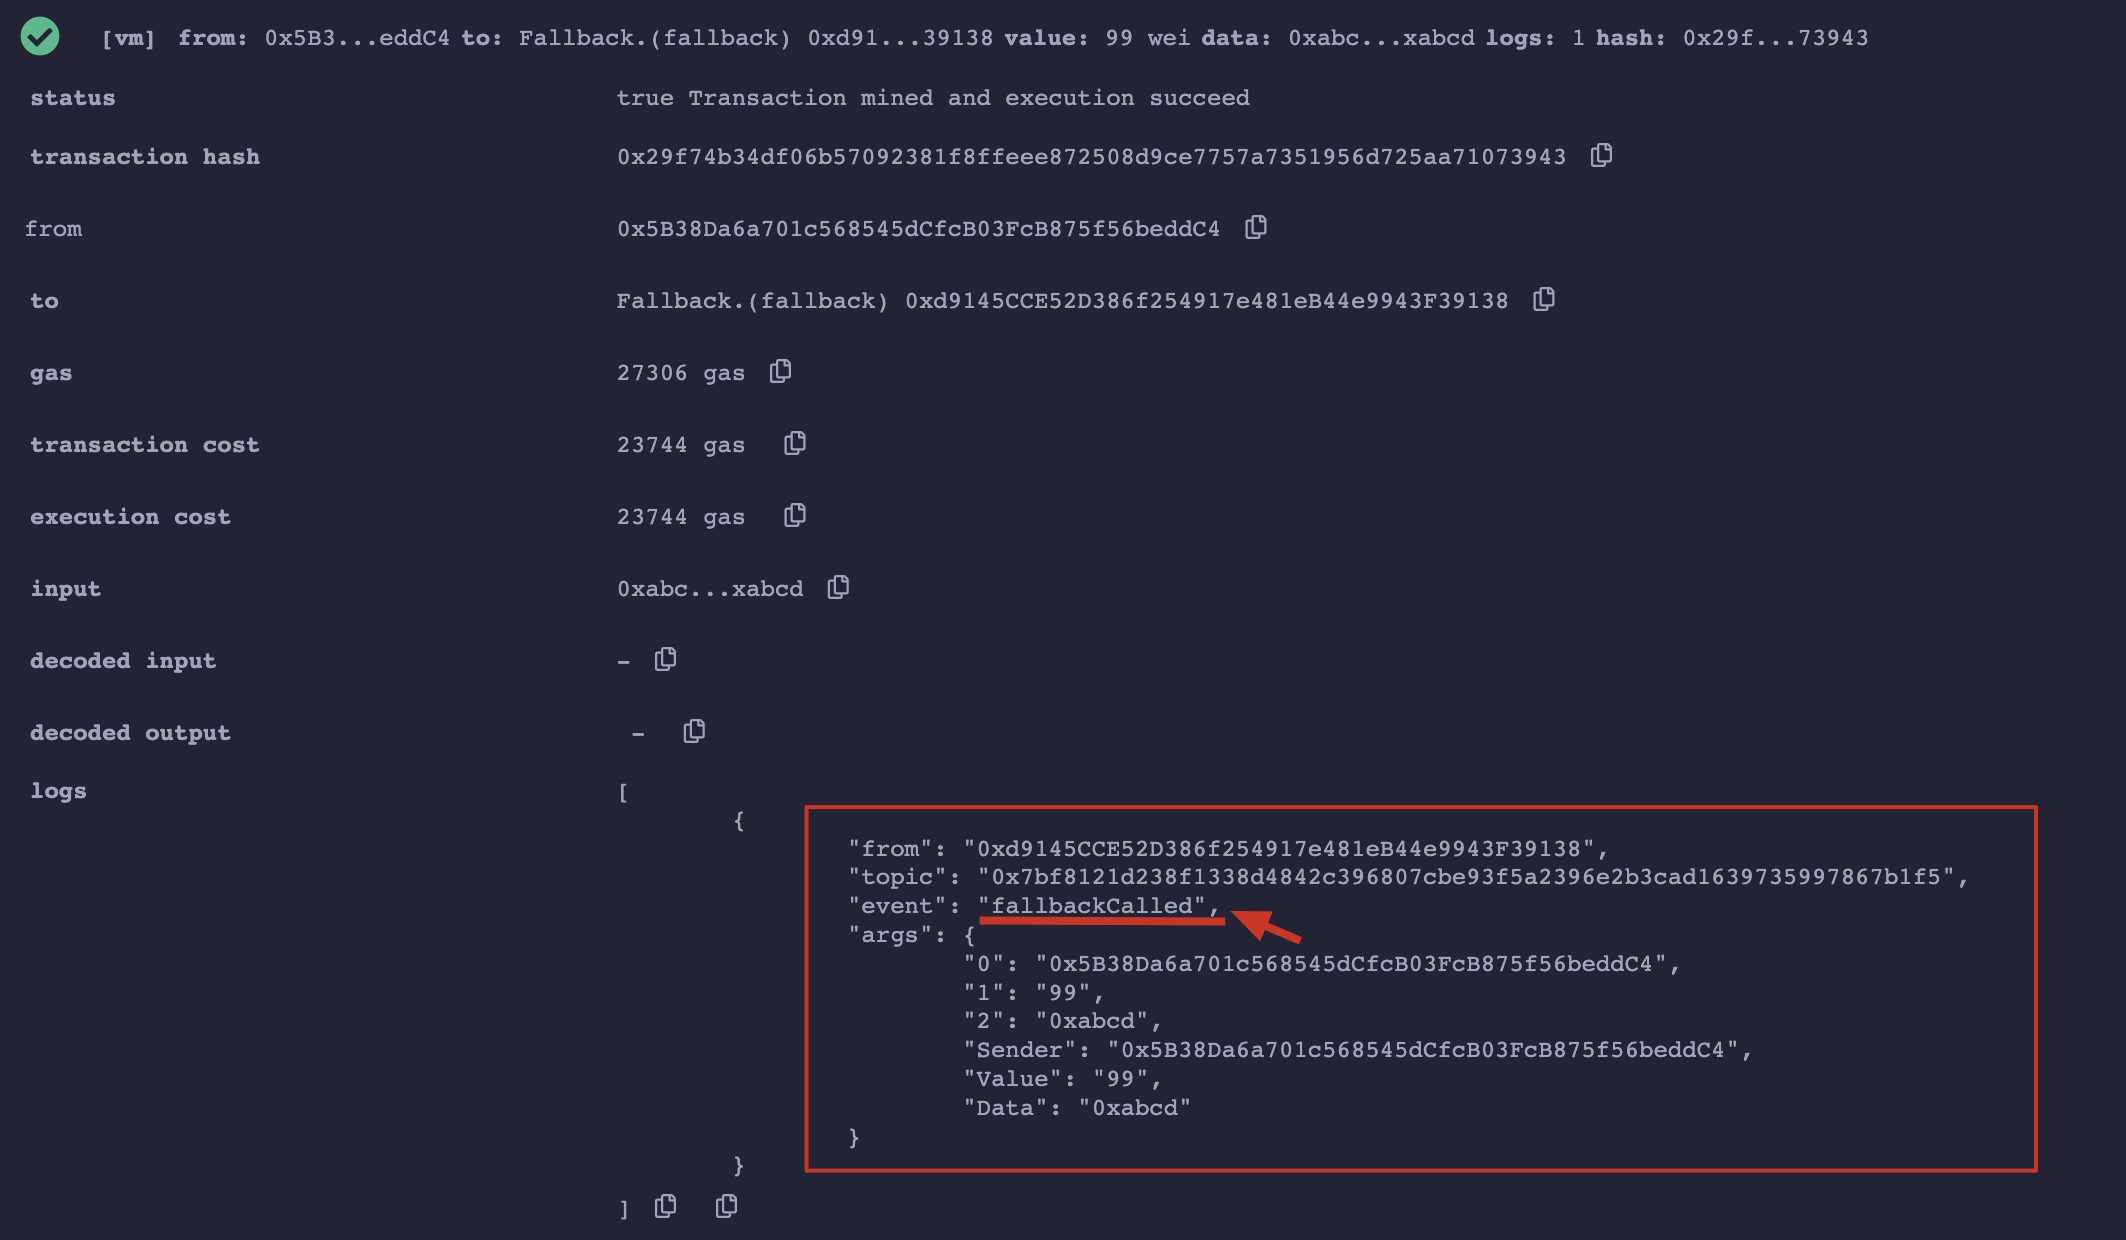 [vm] from: 0x5B3...eddC4 to: Fallback.(fallback) 0xd91...39138 value: 99 wei data: 0xabc...xabcd logs: 1 hash: 0x29f...73943
status true Transaction mined and execution succeed
transaction hash 0x29f74b34df06b57092381f8ffeee872508d9ce7757a7351956d725aa71073943
from 0x5B38Da6a701c568545dCfcB03FcB875f56beddC4
to Fallback.(fallback) 0xd9145CCE52D386f254917e481eB44e9943F39138
gas 27306 gas
transaction cost 23744 gas
execution cost 23744 gas
input 0xabc...xabcd
decoded input -
decoded output -
logs [
{
"from": "0xd9145CCE52D386f254917e481eB44e9943F39138",
"topic": "0x7bf8121d238f1338d4842c396807cbe93f5a2396e2b3cad1639735997867b1f5",
"event": "fallbackCalled",
"args": {
"0": "0x5B38Da6a701c568545dCfcB03FcB875f56beddC4",
"1": "99",
"2": "0xabcd",
"Sender": "0x5B38Da6a701c568545dCfcB03FcB875f56beddC4",
"Value": "99",
"Data": "0xabcd"
}
}
]